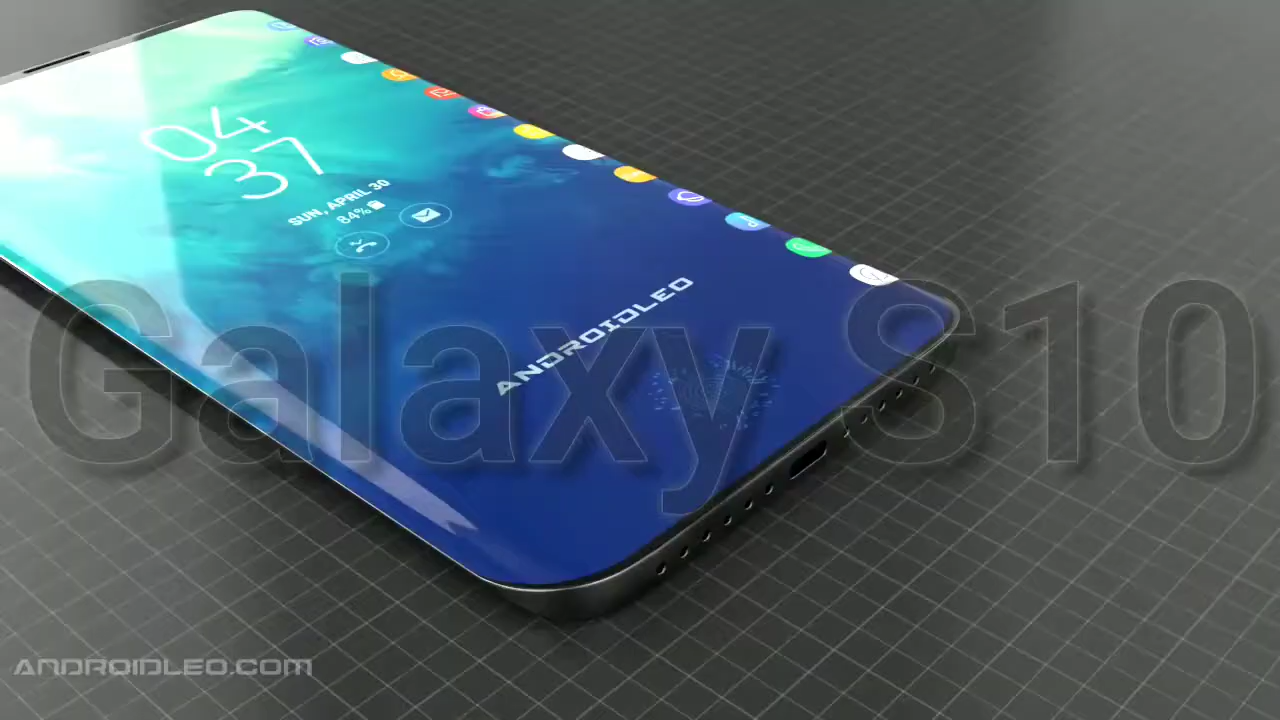 04
37
SUN, APRIL 30
84%
ANDROIDLEO
Galaxy S10
ANDROIDLEO.COM